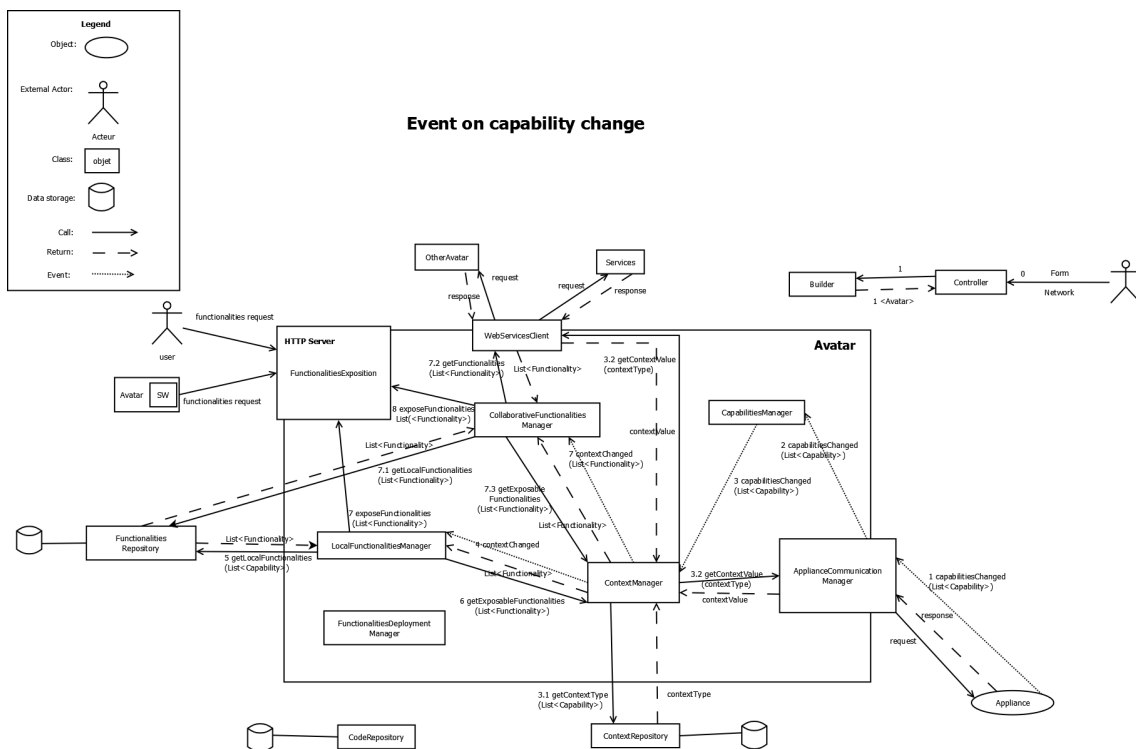 Legend
Object:
External Actor:
Acteur
Class:
objet
Data storage:
Call:
Return:
Event:
Event on capability change
OtherAvatar
Services
request
response
request
response
Builder
1
1 <Avatar>
Controller
0
Form
Network
functionalities request
user
HTTP Server
FunctionalitiesExposition
WebServicesClient
Avatar
Avatar
SW
functionalities request
7.2 getFunctionalities
(List<Functionality>)
List<Functionality>
3.2 getContextValue
(contextType)
8 exposeFunctionalities
List(<Functionality>)
CollaborativeFunctionalities
Manager
CapabilitiesManager
contextValue
List<Functionality>
7 contextChanged
(List<Functionality>)
2 capabilitiesChanged
(List<Capability>)
7.1 getLocalFunctionalities
(List<Functionality>)
3 capabilitiesChanged
(List<Capability>)
7.3 getExposable
Functionalities
(List<Functionality>)
7 exposeFunctionalities
(List<Functionality>)
List<Functionality>
Functionalities
Repository
List<Functionality>
5 getLocalFunctionalities
(List<Capability>)
LocalFunctionalitiesManager
4 contextChanged
List<Functionality>
6 getExposableFunctionalities
(List<Functionality>)
ContextManager
3.2 getContextValue
(contextType)
contextValue
ApplianceCommunication
Manager
1 capabilitiesChanged
(List<Capability>)
response
request
FunctionalitiesDeployment
Manager
3.1 getContextType
(List<Capability>)
contextType
Appliance
CodeRepository
ContextRepository